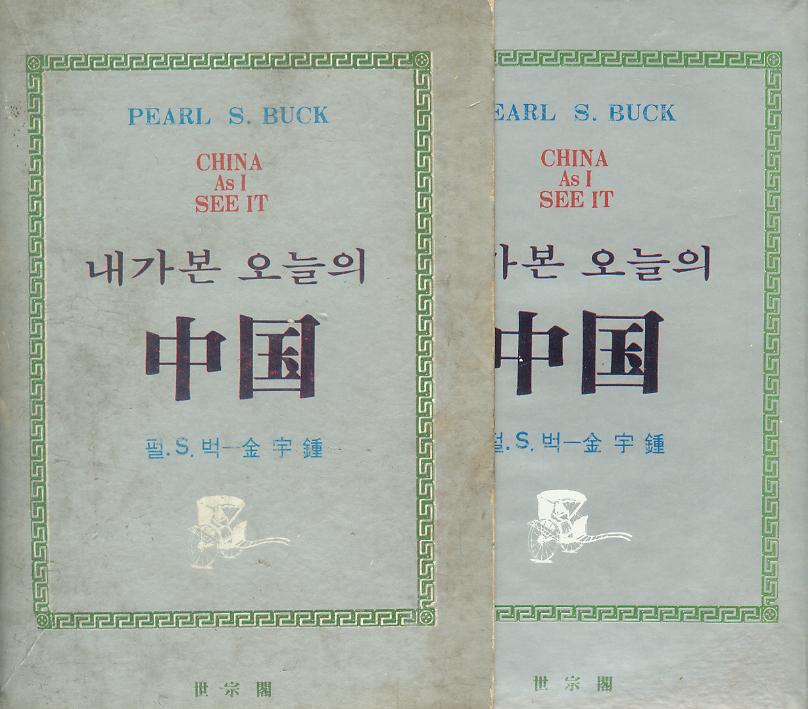 PEARL S. BUCK
CHINA
As I
SEE IT
내가본 오늘의
中国
펄.S.벅—金宇鍾
世宗閣
EARL S. BUCK
CHINA
As I
SEE IT
가본 오늘의
中国
펄.S.벅—金宇鍾
世宗閣